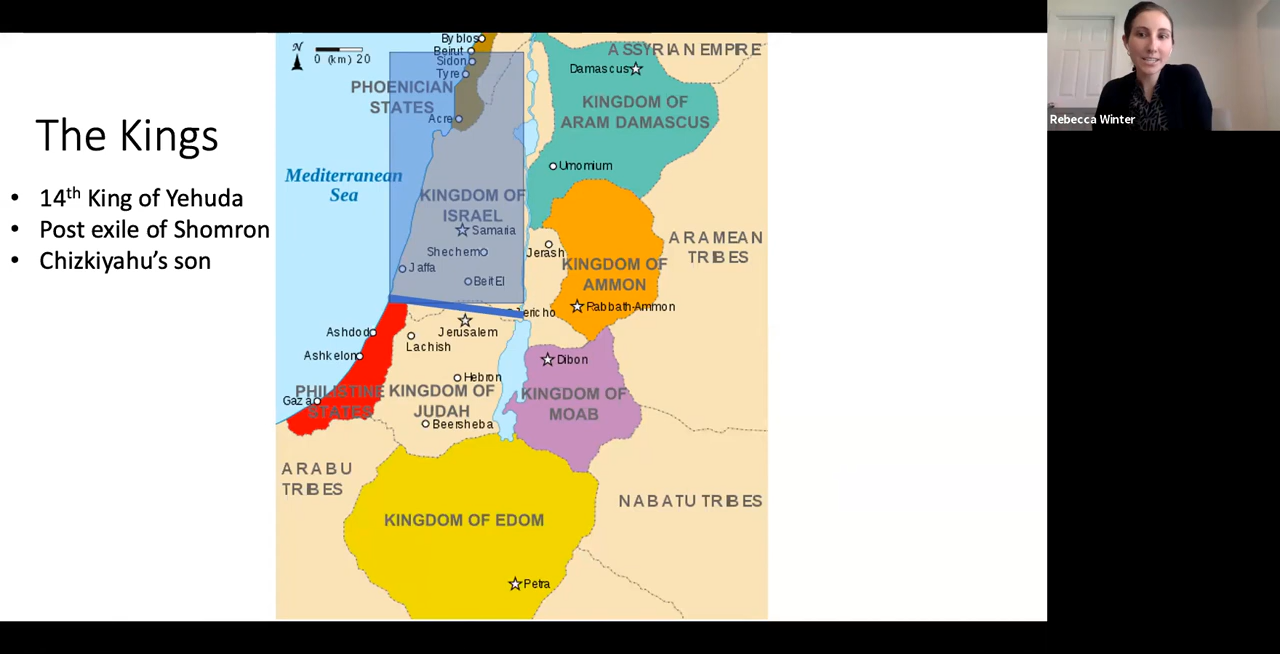 The Kings
• 14th King of Yehuda
• Post exile of Shomron
• Chizkiyahu's son
N
0 (km) 20
Byblos
Beirut
Sidon
Tyre
PHOENICIAN
STATES
Acre
ASSYRIAN EMPIRE
Damascus
KINGDOM OF
ARAM DAMASCUS
Umomium
Mediterranean
Sea
KINGDOM OF
ISRAEL
Samaria
Shechem
Jaffa
BeitEl
Jerash
KINGDOM OF
AMMON
Rabbath-Ammon
ARAMEAN
TRIBES
Jericho
Jerusalem
Ashdod
Lachish
Ashkelon
Dibon
Hebron
Gaza
PHILISTINE
STATES
KINGDOM OF
JUDAH
Beersheba
KINGDOM OF
MOAB
ARABU
TRIBES
NABATU TRIBES
KINGDOM OF EDOM
Petra
Rebecca Winter